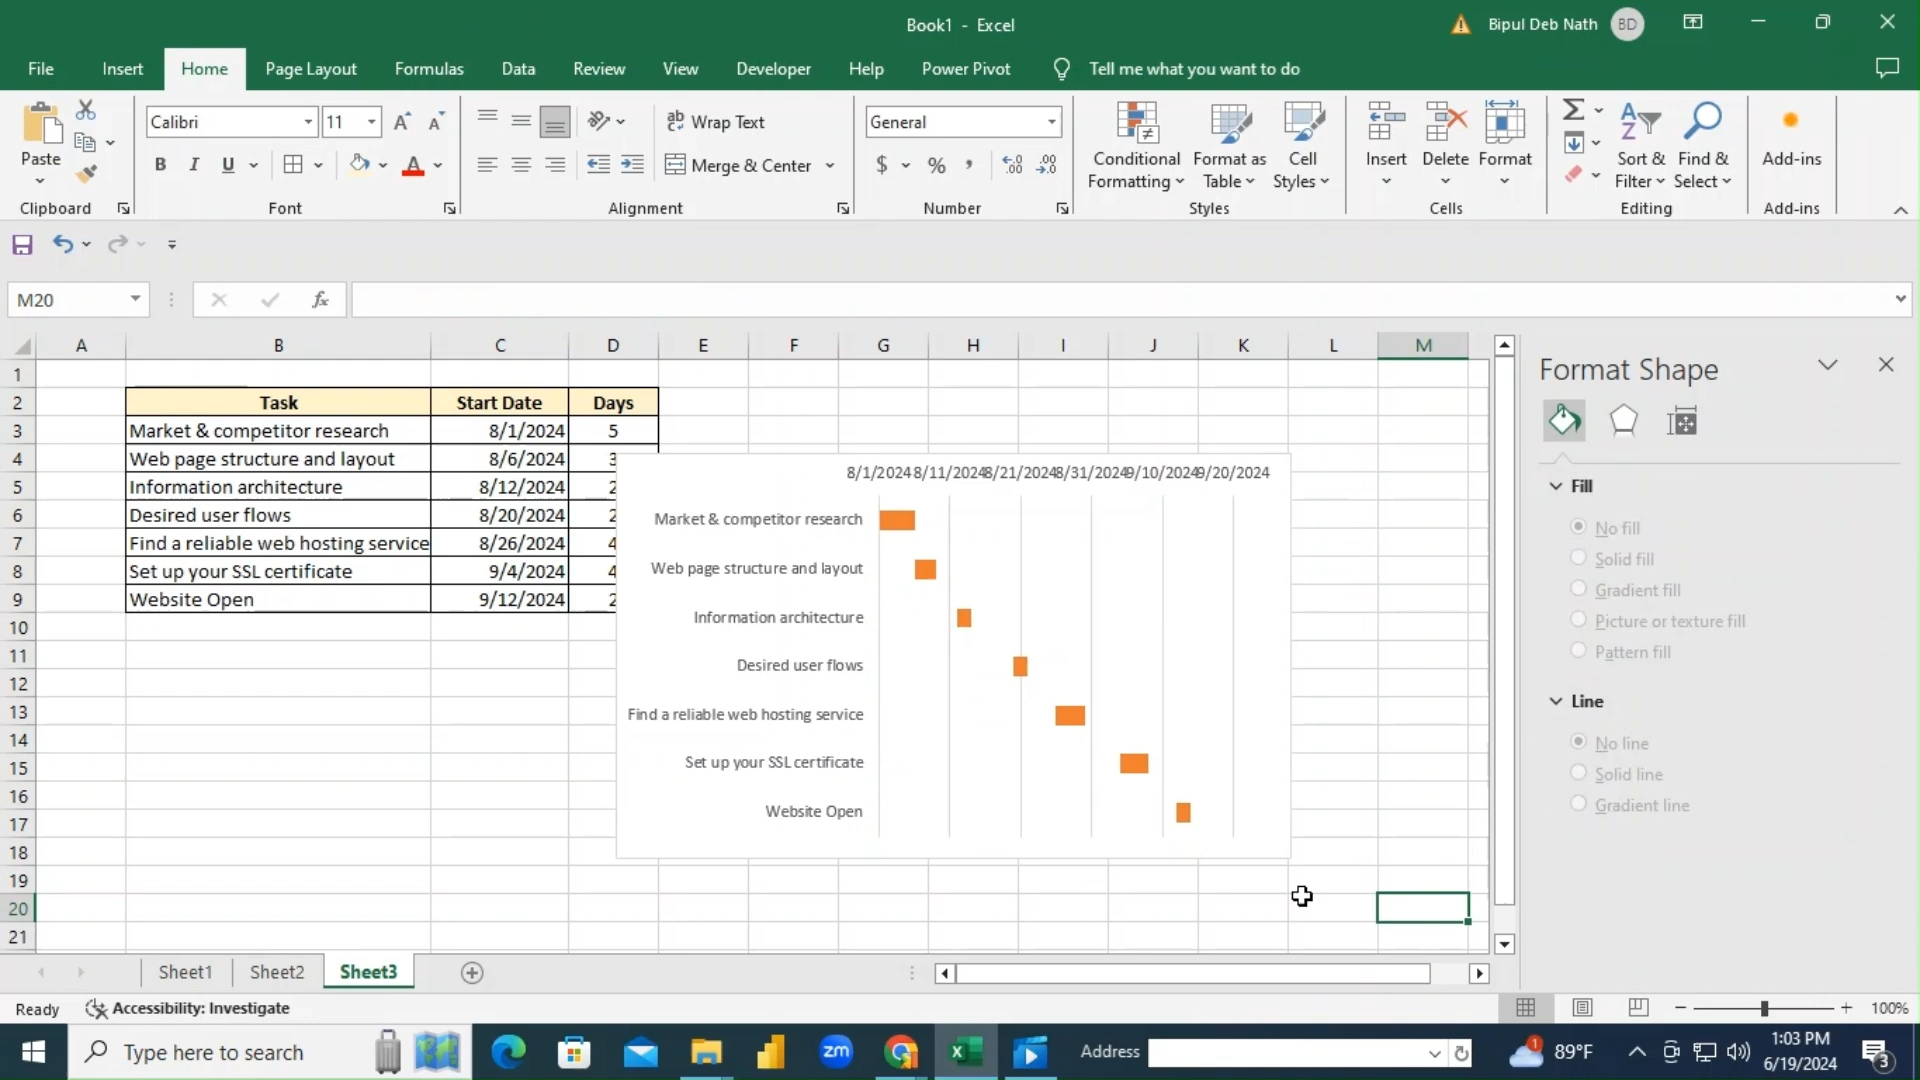 Book1 - Excel
Bipul Deb Nath BD
File Insert Home Page Layout Formulas Data Review View Developer Help Power Pivot Tell me what you want to do
Paste
Clipboard
Calibri 11
B I U A
Font
Wrap Text
Merge & Center
Alignment
General
$ % ,
Number
Conditional Formatting
Format as Table
Cell Styles
Styles
Insert Delete Format
Cells
Sort & Filter
Find & Select
Editing
Add-ins
Add-ins
M20 fx
A B C D E F G H I J K L M
1
2 Task Start Date Days
3 Market & competitor research 8/1/2024 5
4 Web page structure and layout 8/6/2024
5 Information architecture 8/12/2024
6 Desired user flows 8/20/2024
7 Find a reliable web hosting service 8/26/2024
8 Set up your SSL certificate 9/4/2024
9 Website Open 9/12/2024
10
11
12
13
14
15
16
17
18
19
20
21
8/1/2024 8/11/2024 8/21/2024 8/31/2024 9/10/2024 9/20/2024
Market & competitor research
Web page structure and layout
Information architecture
Desired user flows
Find a reliable web hosting service
Set up your SSL certificate
Website Open
Format Shape
Fill
No fill
Solid fill
Gradient fill
Picture or texture fill
Pattern fill
Line
No line
Solid line
Gradient line
Sheet1 Sheet2 Sheet3
Ready Accessibility: Investigate 100%
Type here to search
zm
Address
1
89°F
1:03 PM
6/19/2024
3